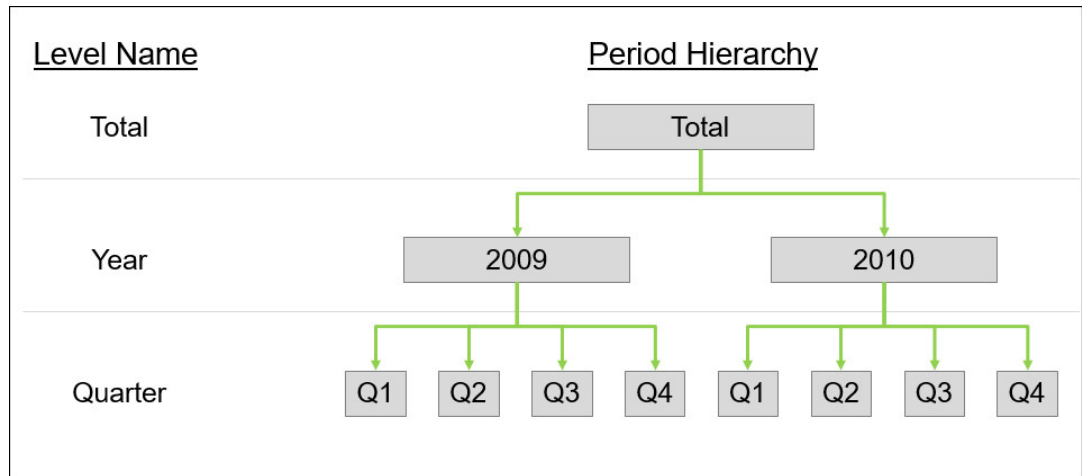 Level Name Period Hierarchy
Total Total
Year 2009 2010
Quarter Q1 Q2 Q3 Q4 Q1 Q2 Q3 Q4